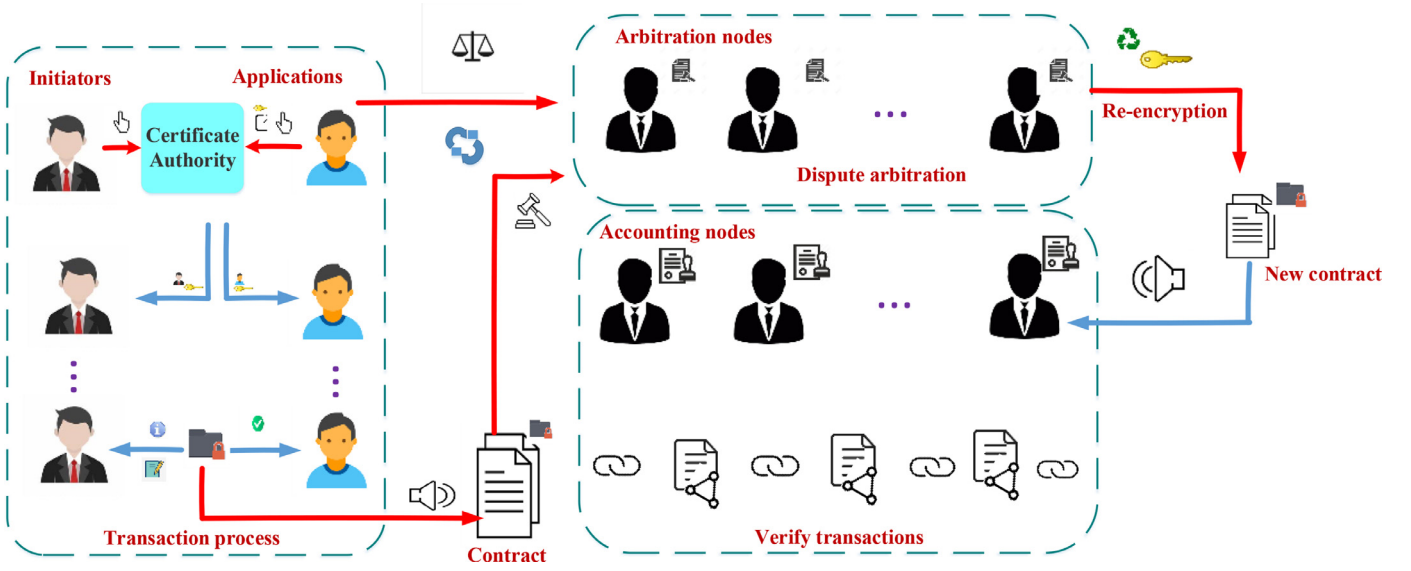 Initiators
Applications
Certificate
Authority
Transaction process
Contract
Arbitration nodes
Dispute arbitration
Accounting nodes
Verify transactions
Re-encryption
New contract